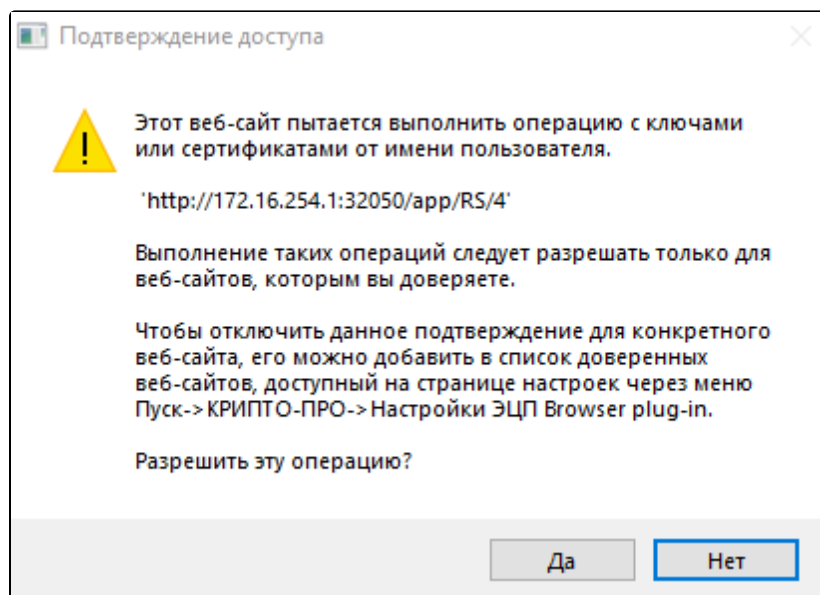 Подтверждение доступа
Этот веб-сайт пытается выполнить операцию с ключами
или сертификатами от имени пользователя.
'http://172.16.254.1:32050/app/RS/4'
Выполнение таких операций следует разрешать только для
веб-сайтов, которым вы доверяете.
Чтобы отключить данное подтверждение для конкретного
веб-сайта, его можно добавить в список доверенных
веб-сайтов, доступный на странице настроек через меню
Пуск->КРИПТО-ПРО->Настройки ЭЦП Browser plug-in.
Разрешить эту операцию?
Да
Нет